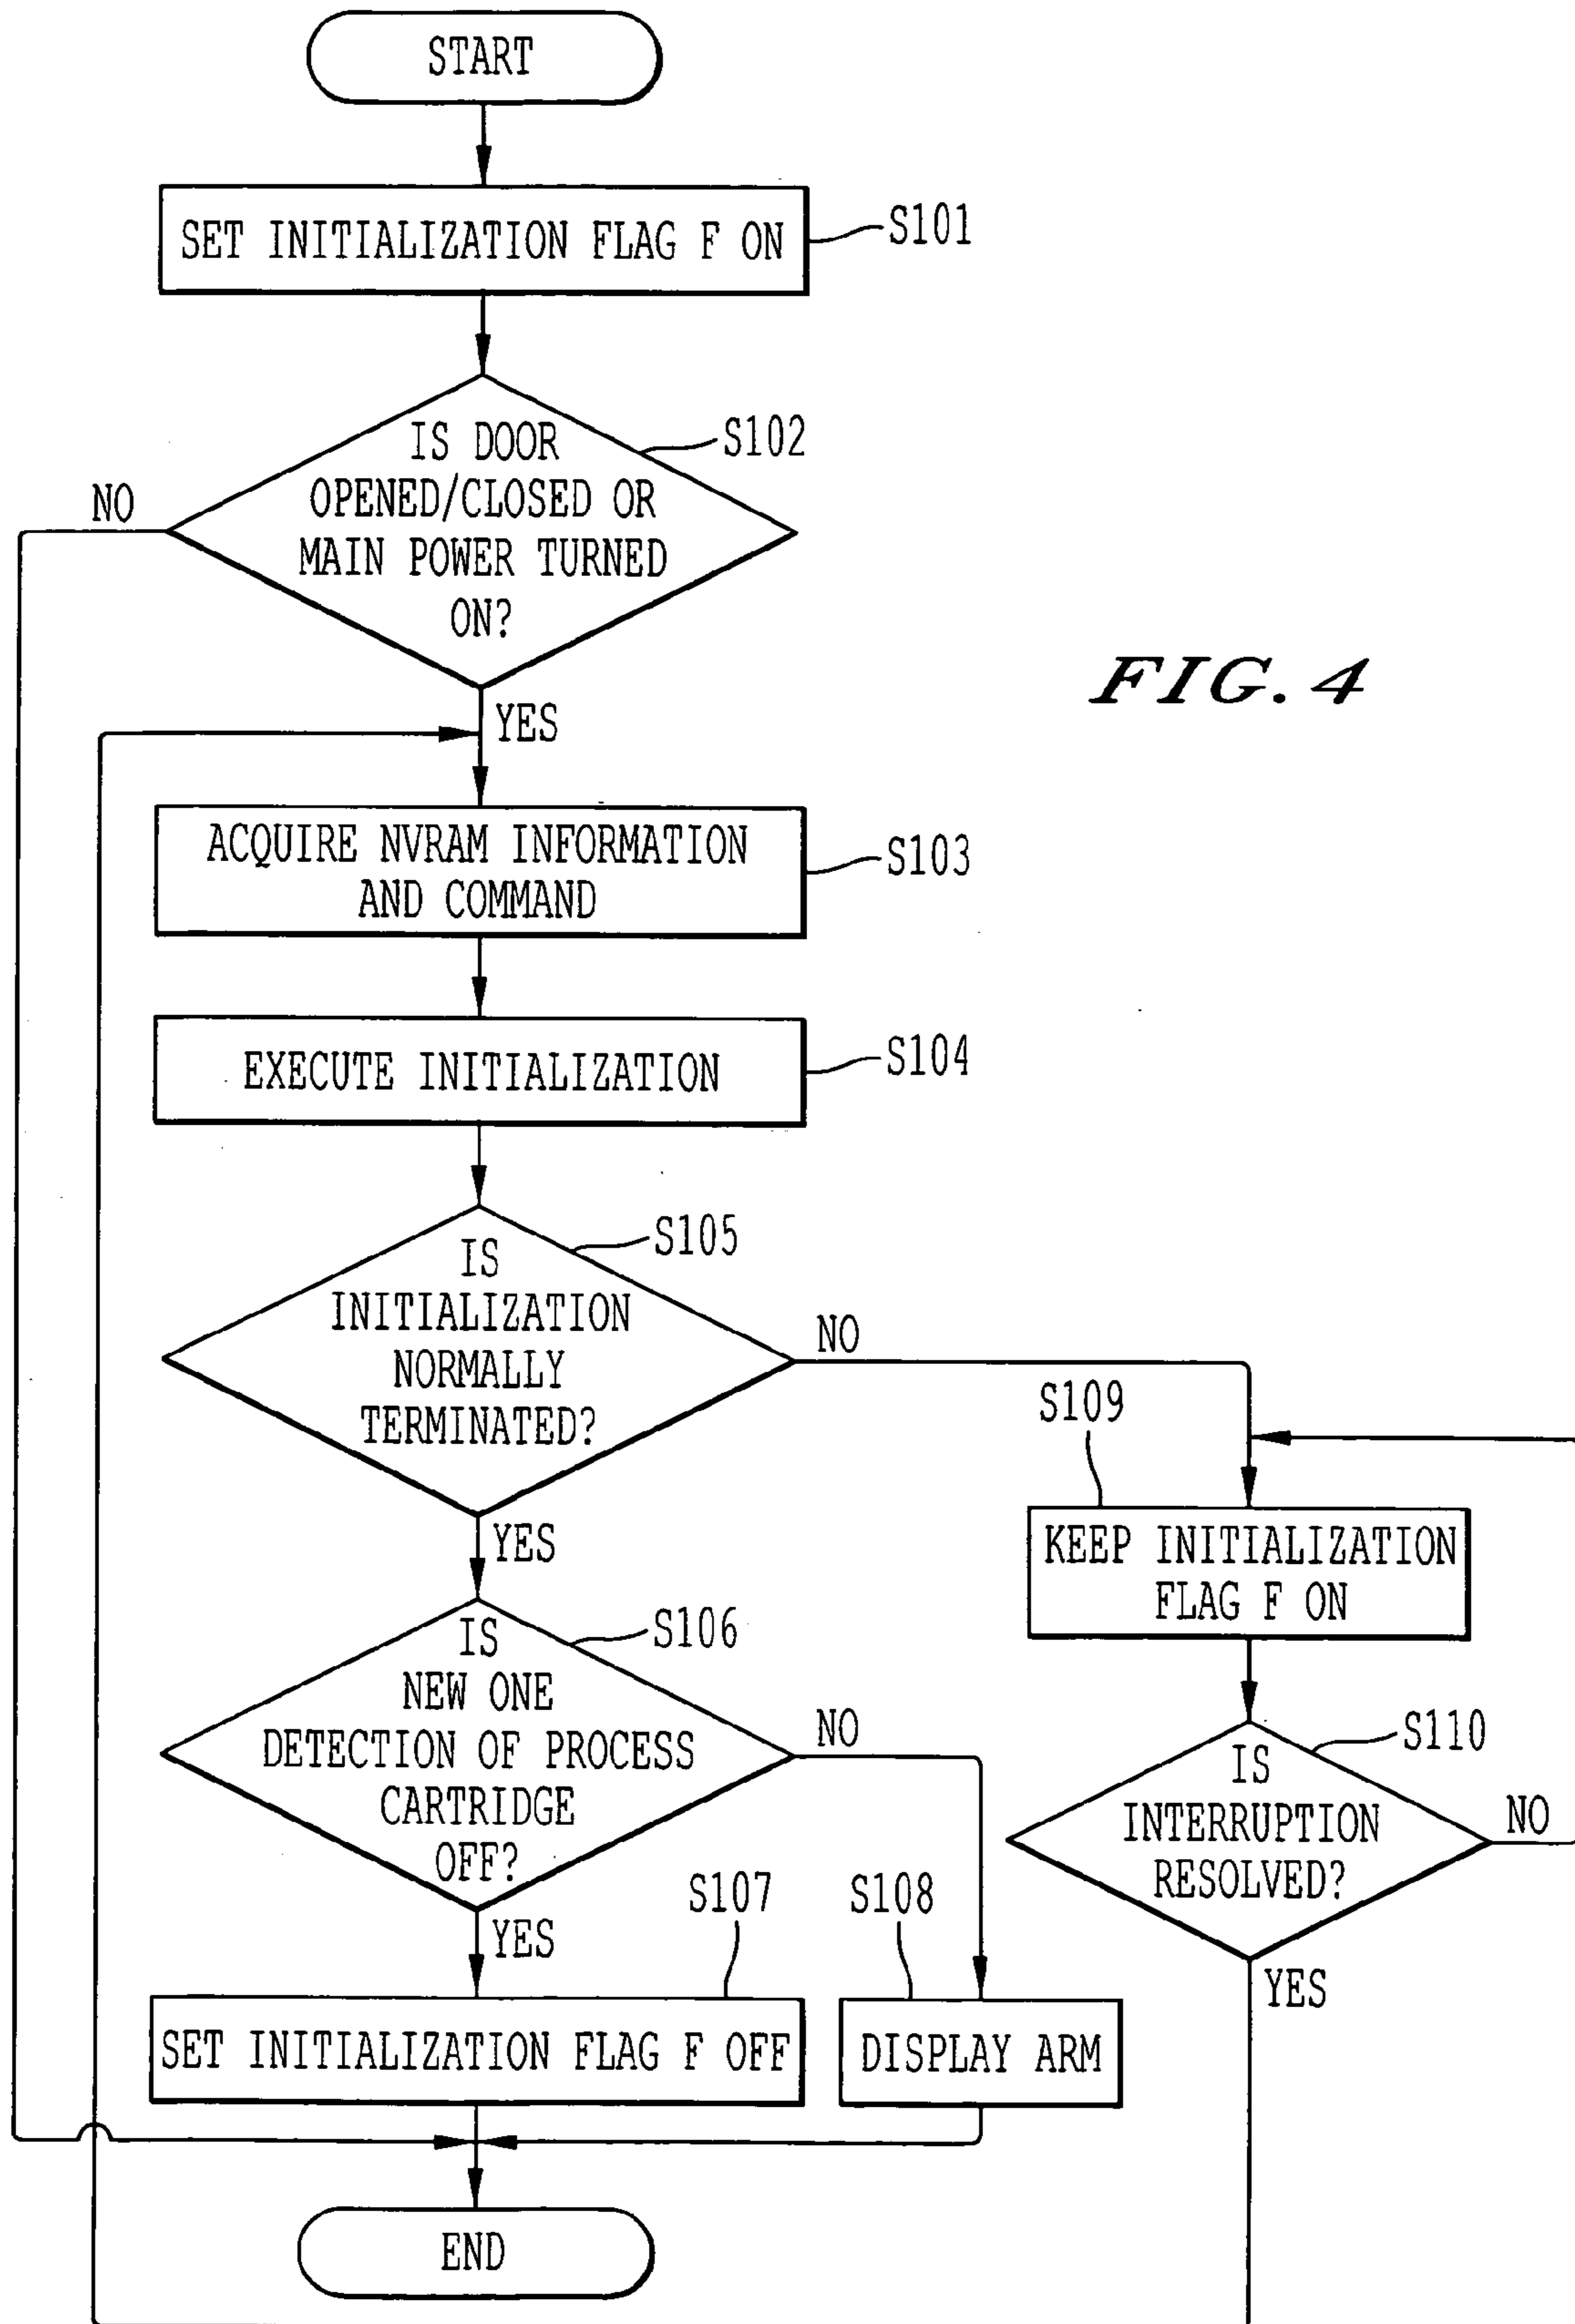 START
SET INITIALIZATION FLAG F ON
S101
IS DOOR
OPENED/CLOSED OR
MAIN POWER TURNED
ON?
S102
NO
YES
FIG. 4
ACQUIRE NVRAM INFORMATION
AND COMMAND
S103
EXECUTE INITIALIZATION
S104
IS
INITIALIZATION
NORMALLY
TERMINATED?
S105
NO
YES
S109
KEEP INITIALIZATION
FLAG F ON
IS
NEW ONE
DETECTION OF PROCESS
CARTRIDGE
OFF?
S106
NO
YES
S110
IS
INTERRUPTION
RESOLVED?
NO
YES
S107
SET INITIALIZATION FLAG F OFF
S108
DISPLAY ARM
END